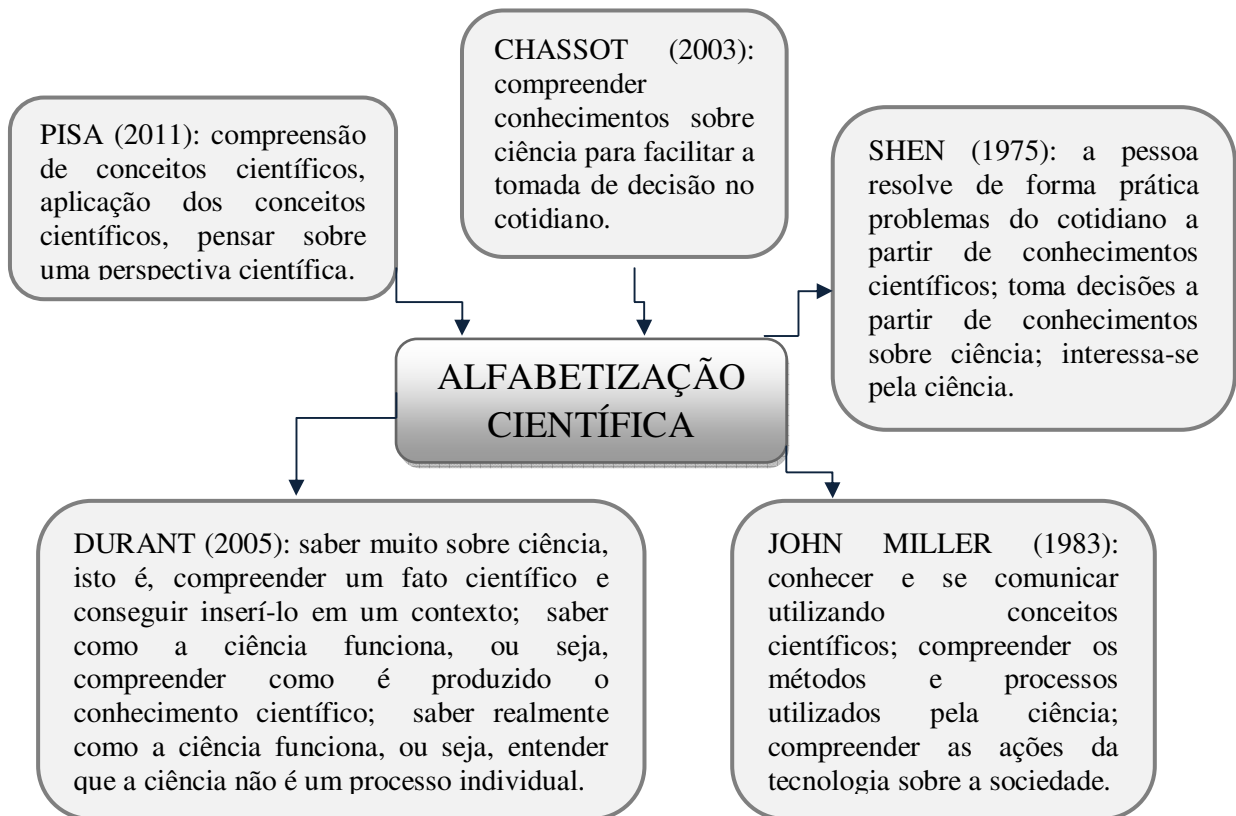 CHASSOT (2003):
compreender
conhecimentos sobre
ciência para facilitar a
tomada de decisão no
cotidiano.
PISA (2011): compreensão
de conceitos científicos,
aplicação dos conceitos
científicos, pensar sobre
uma perspectiva científica.
SHEN (1975): a pessoa
resolve de forma prática
problemas do cotidiano a
partir de conhecimentos
científicos; toma decisões a
partir de conhecimentos
sobre ciência; interessa-se
pela ciência.
ALFABETIZAÇÃO
CIENTÍFICA
DURANT (2005): saber muito sobre ciência,
isto é, compreender um fato científico e
conseguir inserí-lo em um contexto; saber
como a ciência funciona, ou seja,
compreender como é produzido o
conhecimento científico; saber realmente
como a ciência funciona, ou seja, entender
que a ciência não é um processo individual.
JOHN MILLER (1983):
conhecer e se comunicar
utilizando conceitos
científicos; compreender os
métodos e processos
utilizados pela ciência;
compreender as ações da
tecnologia sobre a sociedade.